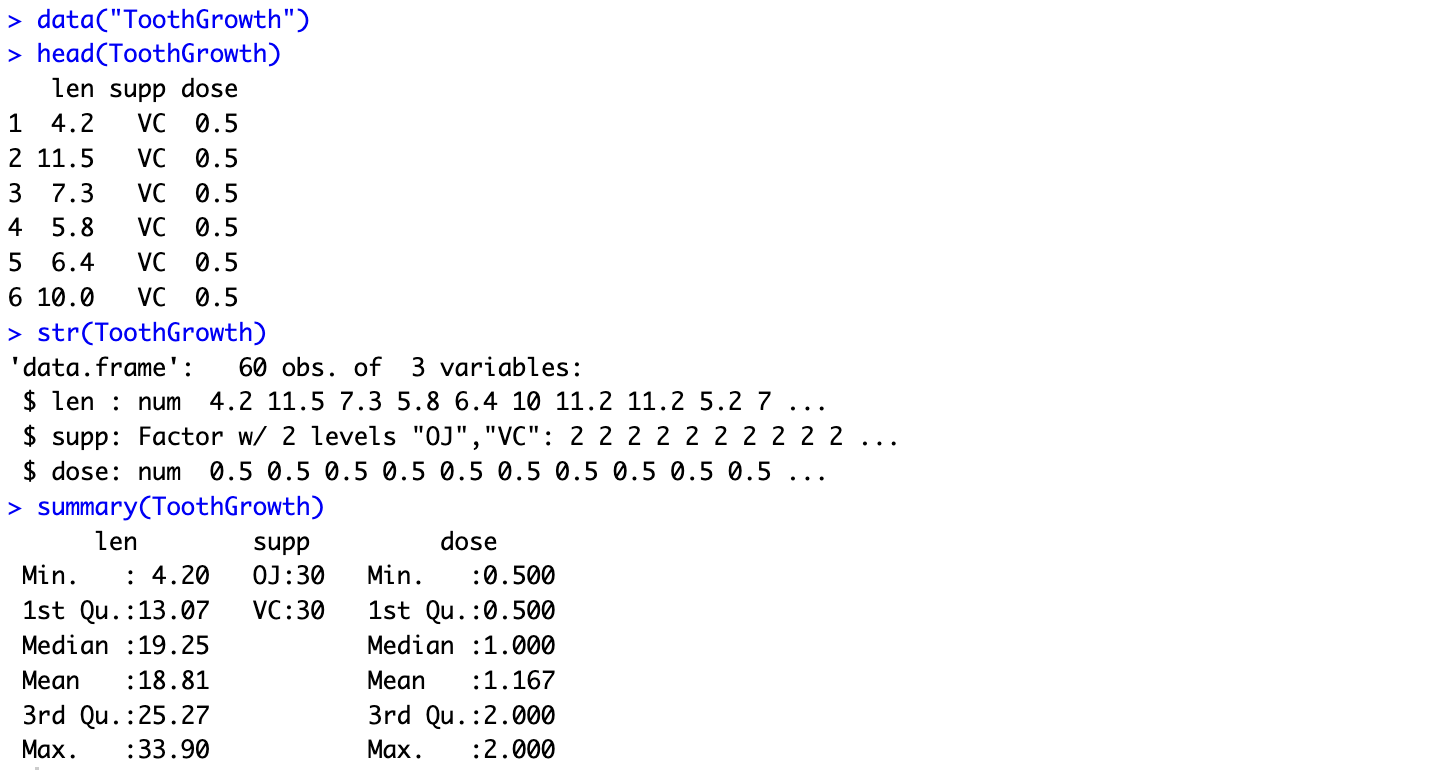 > data("ToothGrowth")
> head(ToothGrowth)
   len supp dose
1  4.2   VC  0.5
2 11.5   VC  0.5
3  7.3   VC  0.5
4  5.8   VC  0.5
5  6.4   VC  0.5
6 10.0   VC  0.5
> str(ToothGrowth)
'data.frame':   60 obs. of  3 variables:
 $ len : num  4.2 11.5 7.3 5.8 6.4 10 11.2 11.2 5.2 7 ...
 $ supp: Factor w/ 2 levels "OJ","VC": 2 2 2 2 2 2 2 2 2 2 ...
 $ dose: num  0.5 0.5 0.5 0.5 0.5 0.5 0.5 0.5 0.5 0.5 ...
> summary(ToothGrowth)
      len        supp         dose
 Min.   : 4.20   OJ:30   Min.   :0.500
 1st Qu.:13.07   VC:30   1st Qu.:0.500
 Median :19.25           Median :1.000
 Mean   :18.81           Mean   :1.167
 3rd Qu.:25.27           3rd Qu.:2.000
 Max.   :33.90           Max.   :2.000